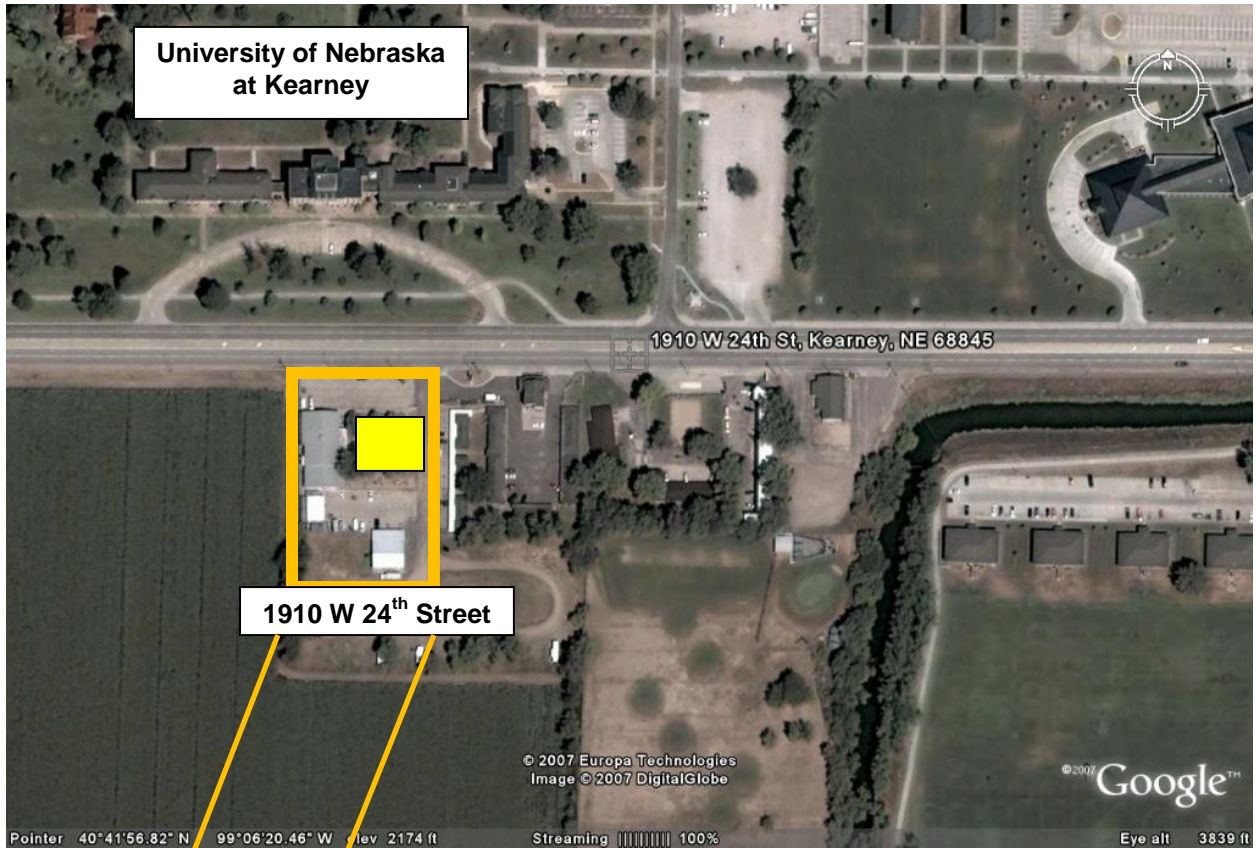 University of Nebraska
at Kearney
N
1910 W 24th St, Kearney, NE 68845
1910 W 24th Street
© 2007 Europa Technologies
Image © 2007 DigitalGlobe
©2007 Google™
Pointer 40°41'56.82" N 99°06'20.46" W elev 2174 ft Streaming 100% Eye alt 3839 ft